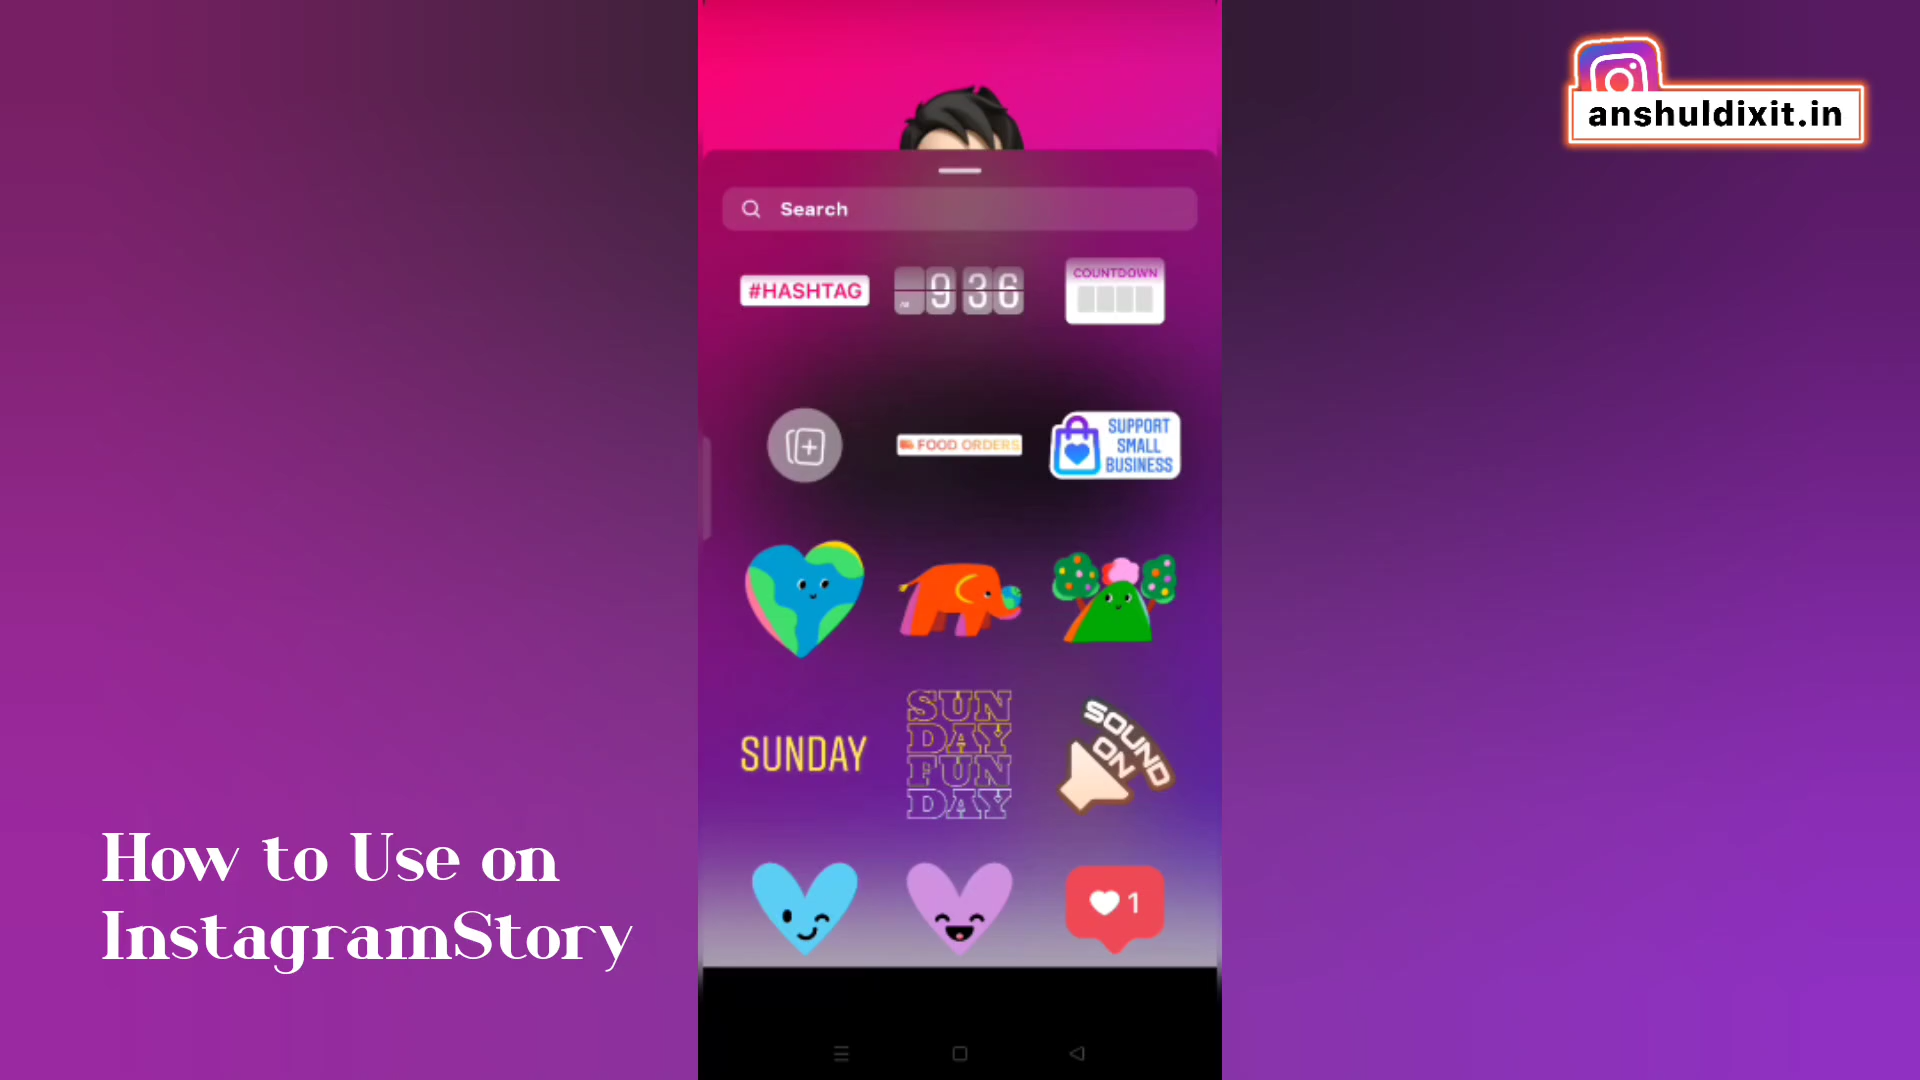 anshuldixit.in
Search
#HASHTAG
9 36
COUNTDOWN
FOOD ORDERS
SUPPORT
SMALL
BUSINESS
SUNDAY
SUN
DAY
FUN
DAY
SOUND
ON
1
How to Use on
InstagramStory